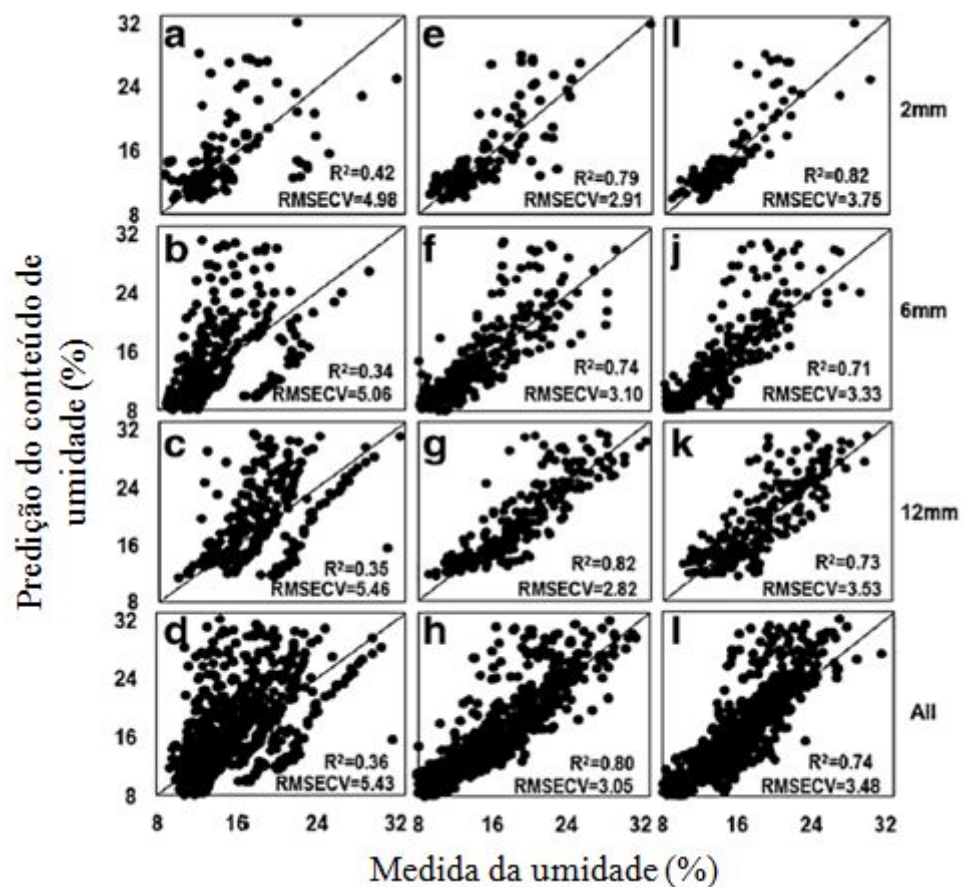 32
24
16
8
a
R²=0.42
RMSECV=4.98
e
R²=0.79
RMSECV=2.91
I
R²=0.82
RMSECV=3.75
2mm
32
24
16
8
b
R²=0.34
RMSECV=5.06
f
R²=0.74
RMSECV=3.10
j
R²=0.71
RMSECV=3.33
6mm
Predição do conteúdo de
umidade (%)
32
24
16
8
c
R²=0.35
RMSECV=5.46
g
R²=0.82
RMSECV=2.82
k
R²=0.73
RMSECV=3.53
12mm
32
24
16
8
d
R²=0.36
RMSECV=5.43
h
R²=0.80
RMSECV=3.05
l
R²=0.74
RMSECV=3.48
All
8 16 24 32 8 16 24 32 8 16 24 32
Medida da umidade (%)